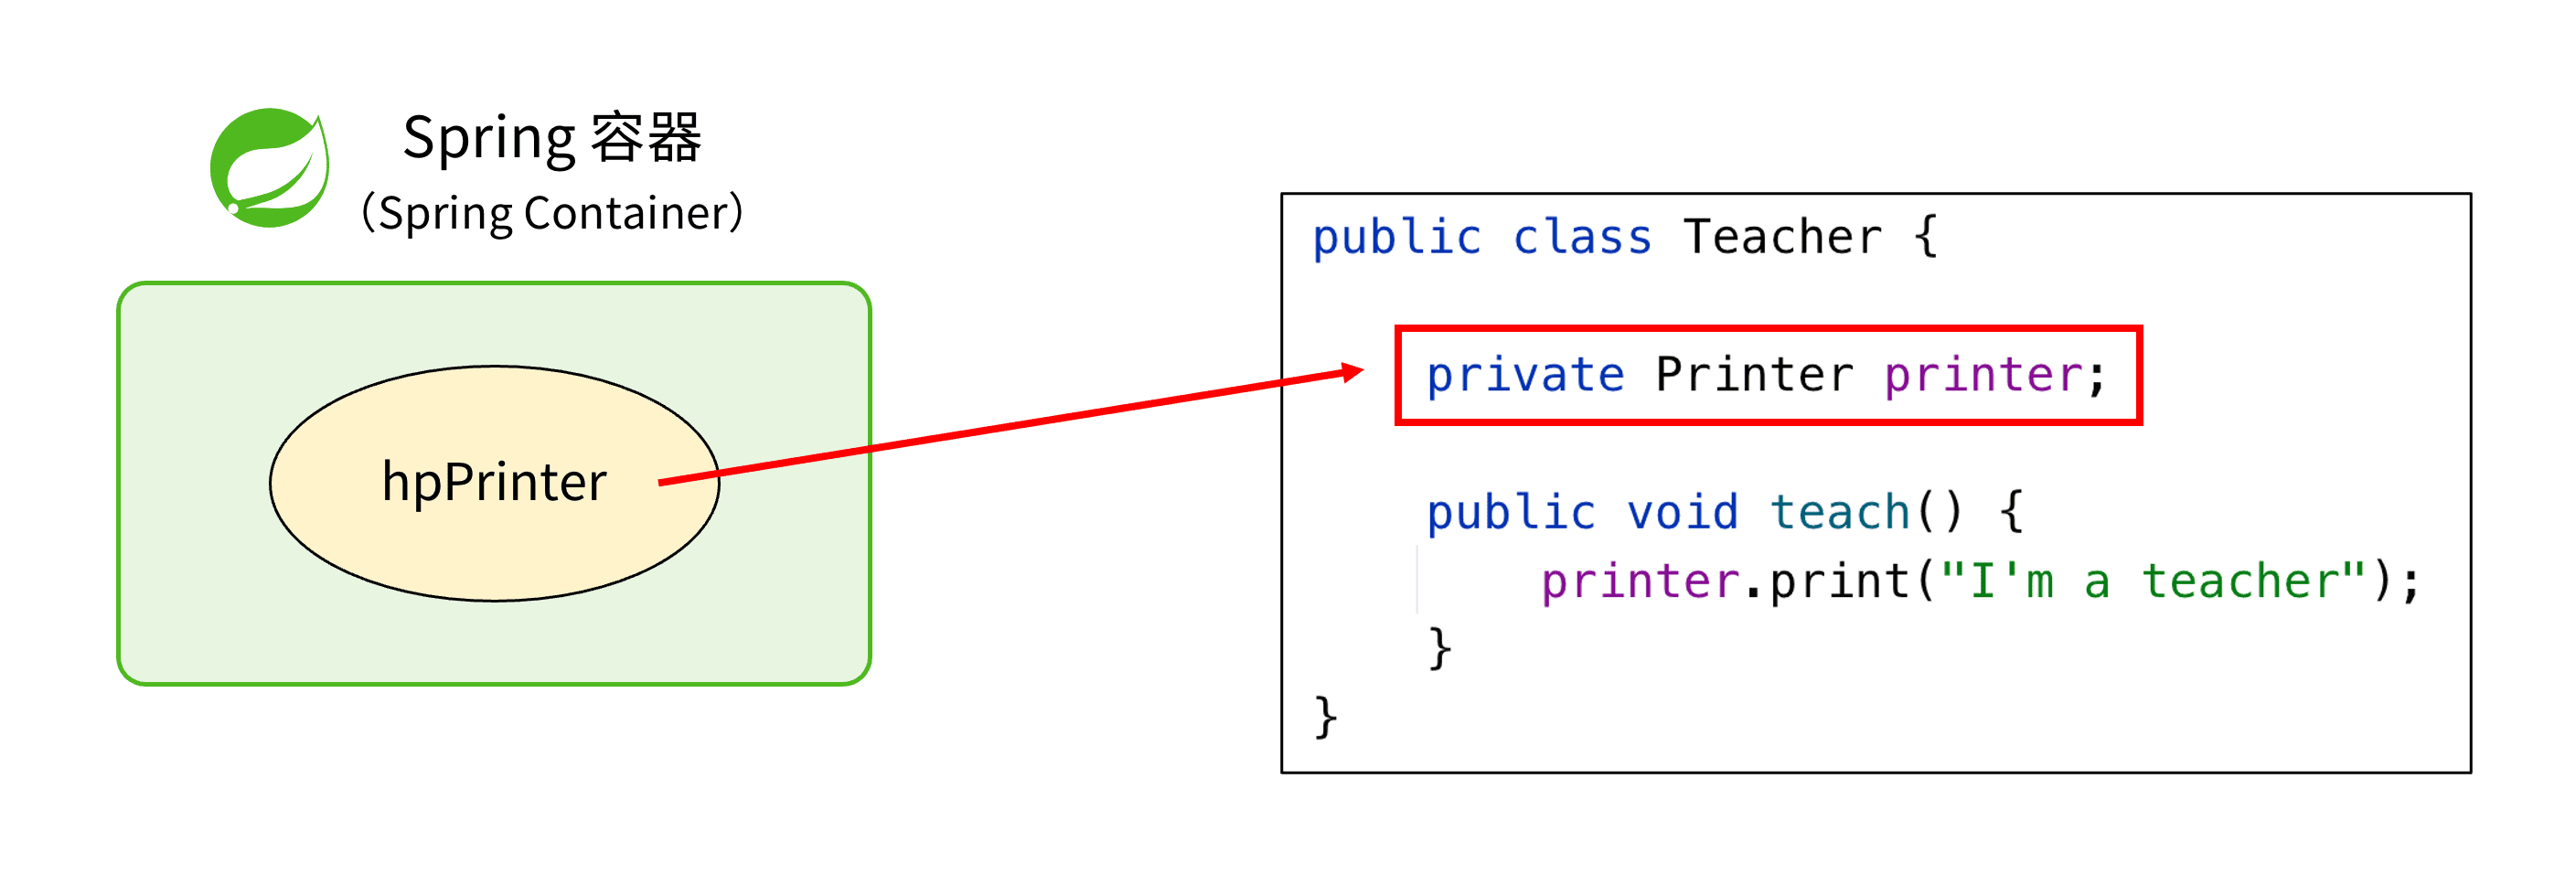 Spring 容器
（Spring Container）
hpPrinter
public class Teacher {
private Printer printer;
public void teach() {
printer.print("I'm a teacher");
}
}